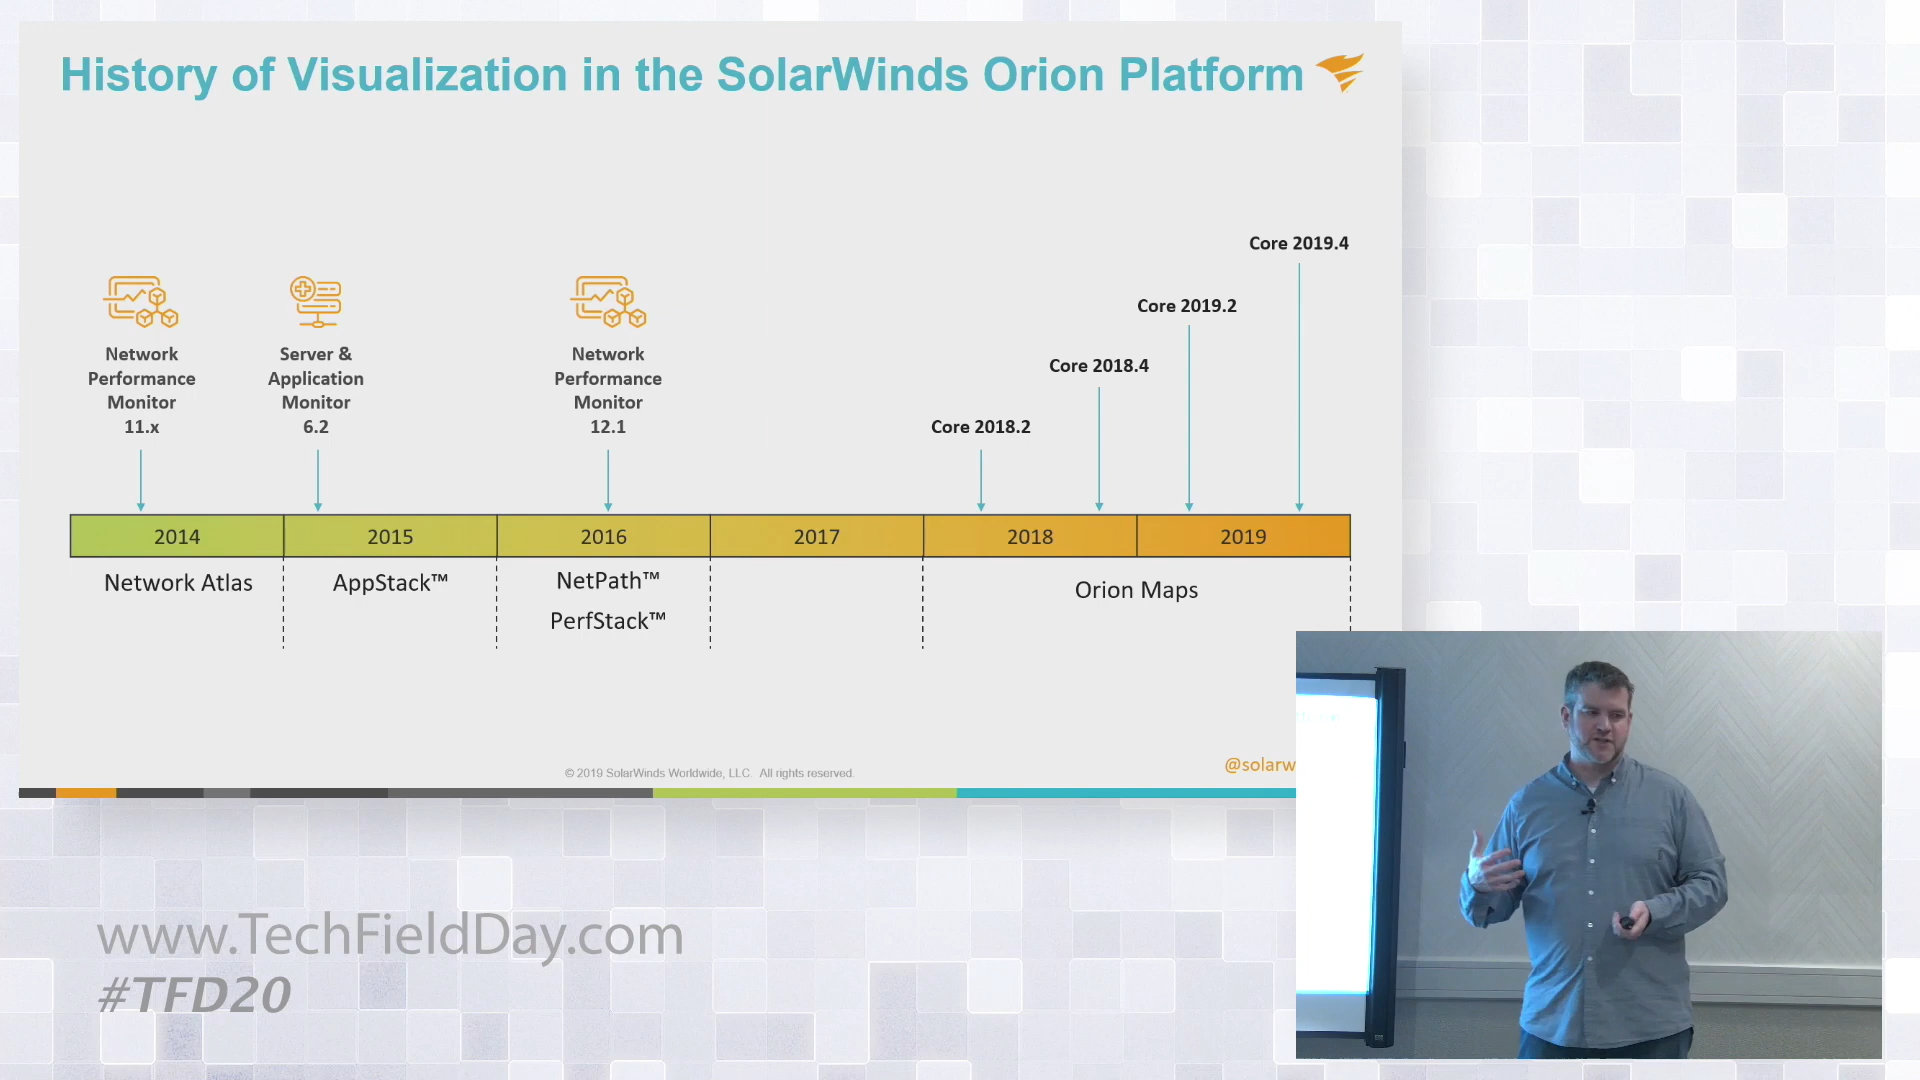 History of Visualization in the SolarWinds Orion Platform
Core 2019.4
Core 2019.2
Core 2018.4
Core 2018.2
Network
Performance
Monitor
11.x
Server &
Application
Monitor
6.2
Network
Performance
Monitor
12.1
2014
2015
2016
2017
2018
2019
Network Atlas
AppStack™
NetPath™
PerfStack™
Orion Maps
© 2019 SolarWinds Worldwide, LLC. All rights reserved.
@solarw
www.TechFieldDay.com
#TFD20